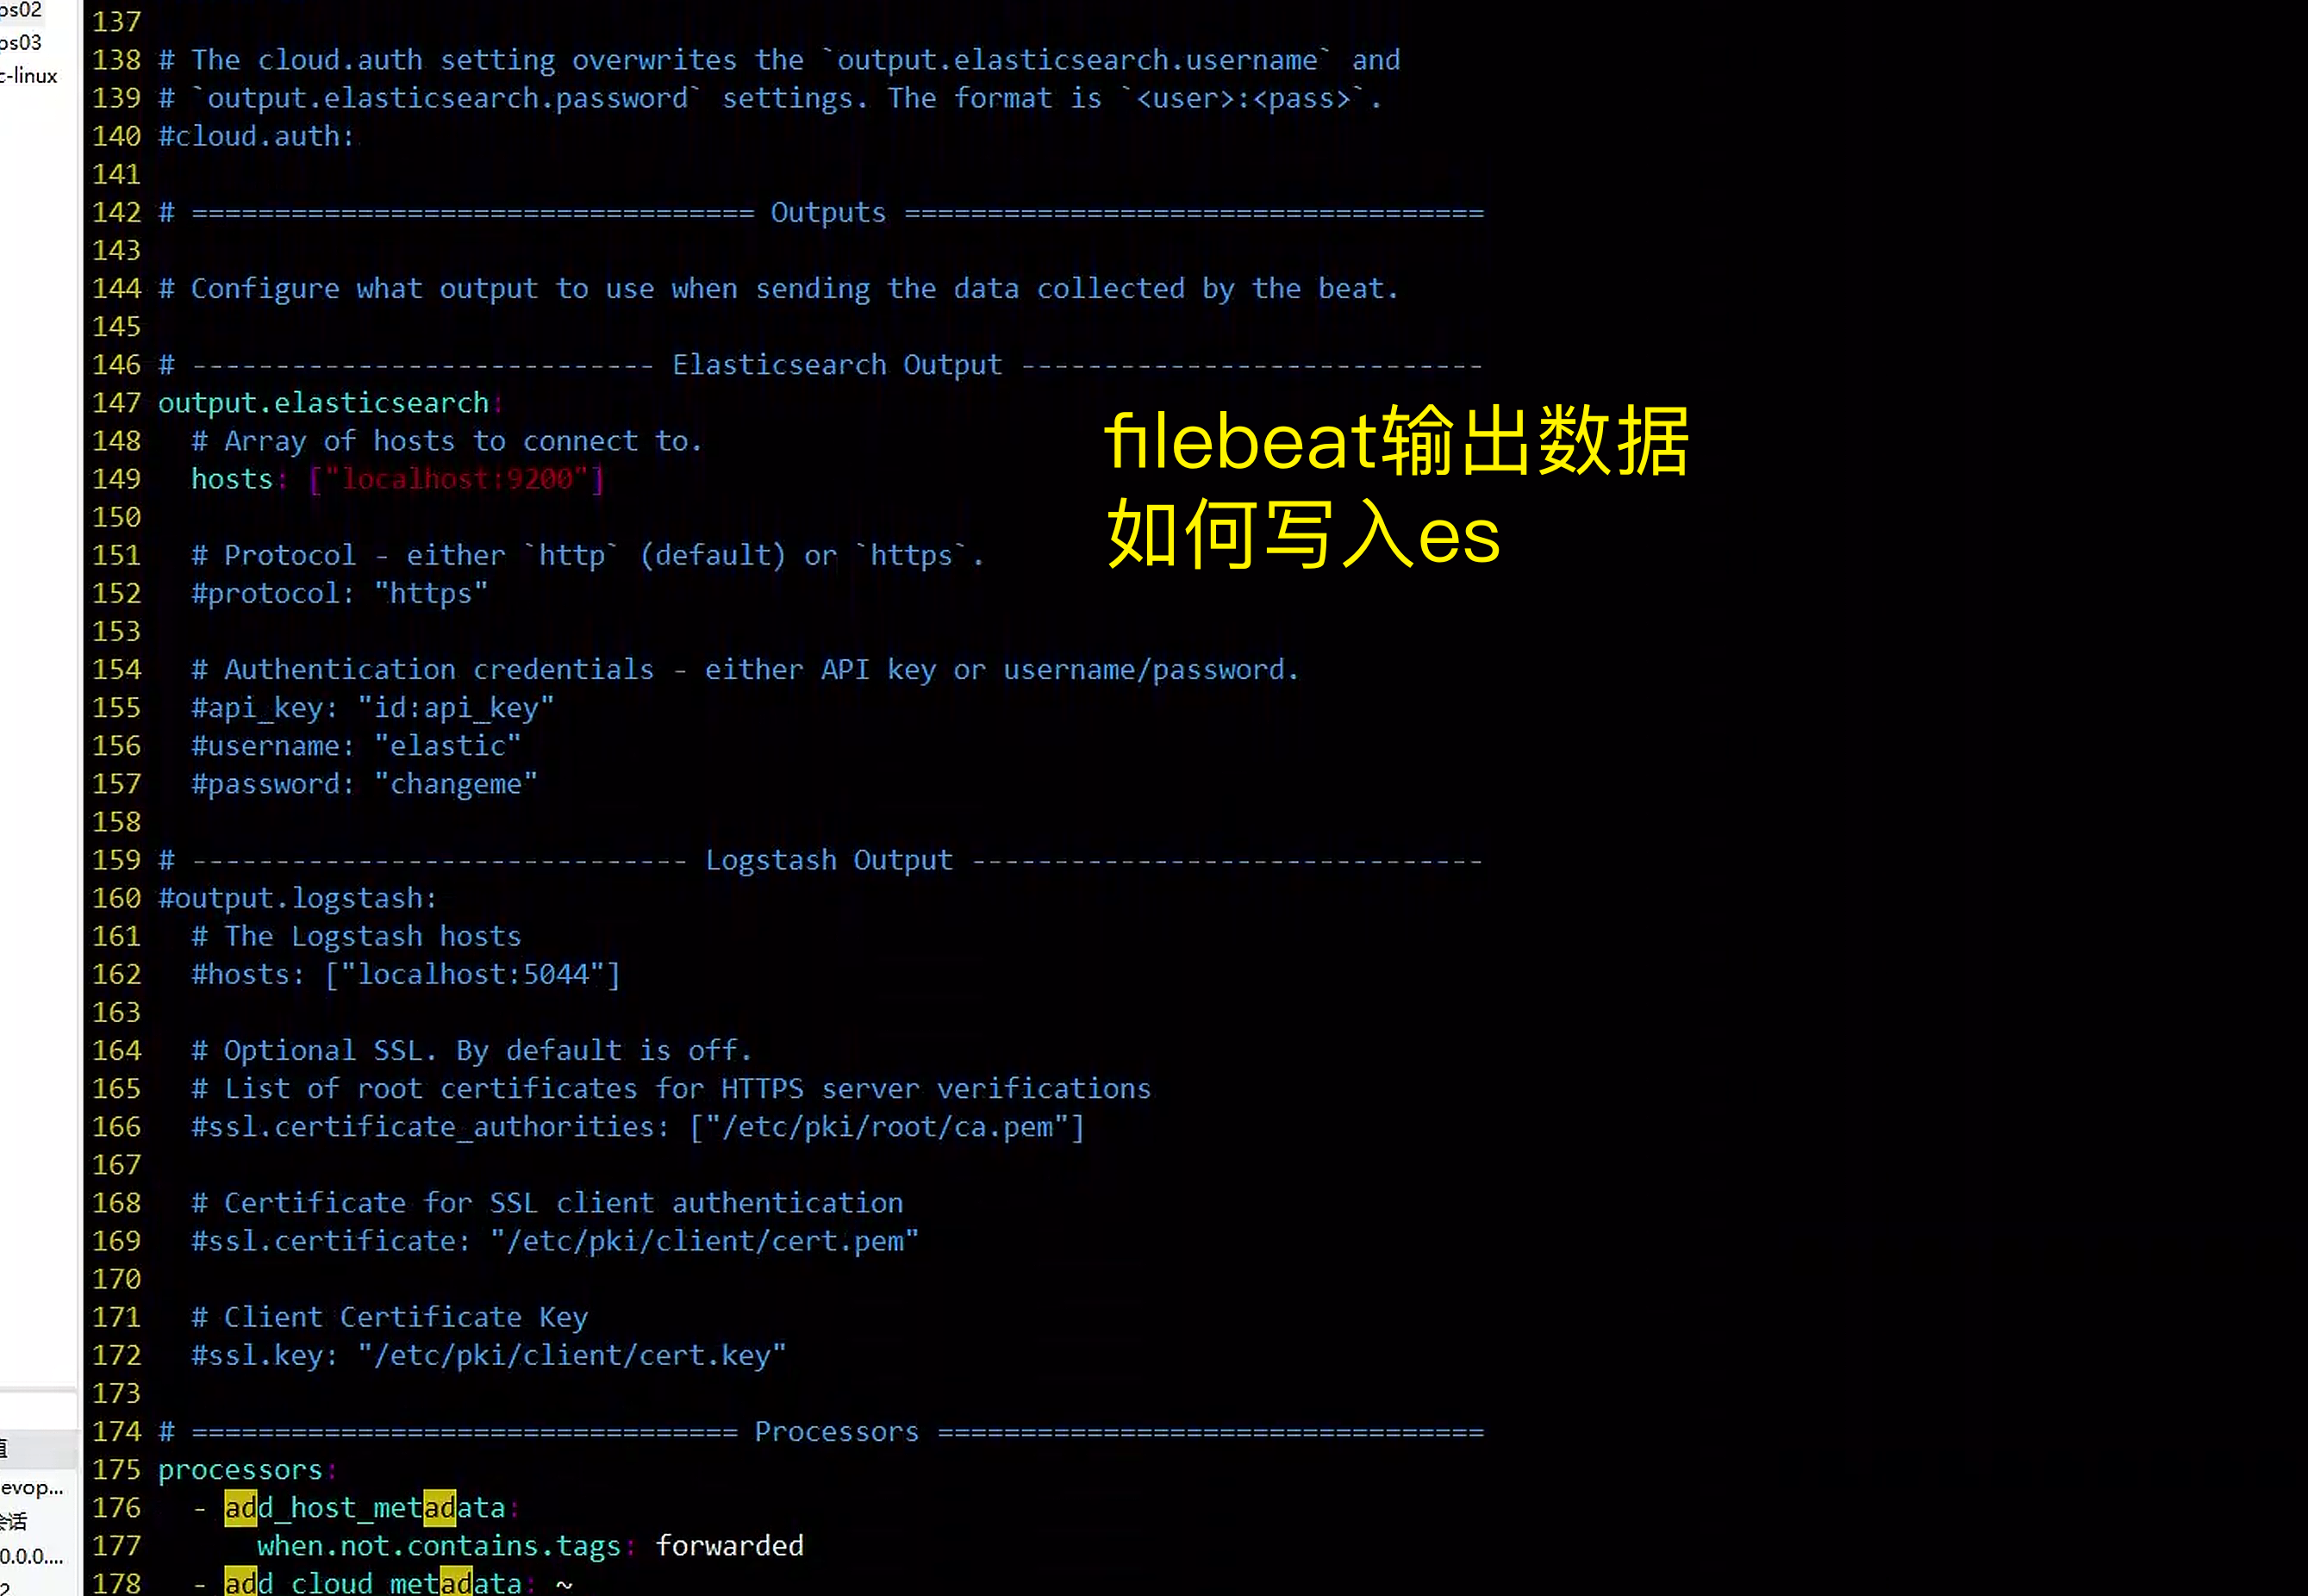 ps02
ps03
c-linux
137
138 # The cloud.auth setting overwrites the `output.elasticsearch.username` and
139 # `output.elasticsearch.password` settings. The format is `<user>:<pass>`.
140 #cloud.auth:
141
142 # ================================== Outputs ===================================
143
144 # Configure what output to use when sending the data collected by the beat.
145
146 # ---------------------------- Elasticsearch Output ----------------------------
147 output.elasticsearch:
148   # Array of hosts to connect to.
149   hosts: ["localhost:9200"]
filebeat输出数据
如何写入es
150
151   # Protocol - either `http` (default) or `https`.
152   #protocol: "https"
153
154   # Authentication credentials - either API key or username/password.
155   #api_key: "id:api_key"
156   #username: "elastic"
157   #password: "changeme"
158
159 # ------------------------------ Logstash Output -------------------------------
160 #output.logstash:
161   # The Logstash hosts
162   #hosts: ["localhost:5044"]
163
164   # Optional SSL. By default is off.
165   # List of root certificates for HTTPS server verifications
166   #ssl.certificate_authorities: ["/etc/pki/root/ca.pem"]
167
168   # Certificate for SSL client authentication
169   #ssl.certificate: "/etc/pki/client/cert.pem"
170
171   # Client Certificate Key
172   #ssl.key: "/etc/pki/client/cert.key"
173
174 # ================================= Processors =================================
175 processors:
176   - add_host_metadata:
177       when.not.contains.tags: forwarded
178   - add_cloud_metadata: ~
evop...
会话
0.0.0....